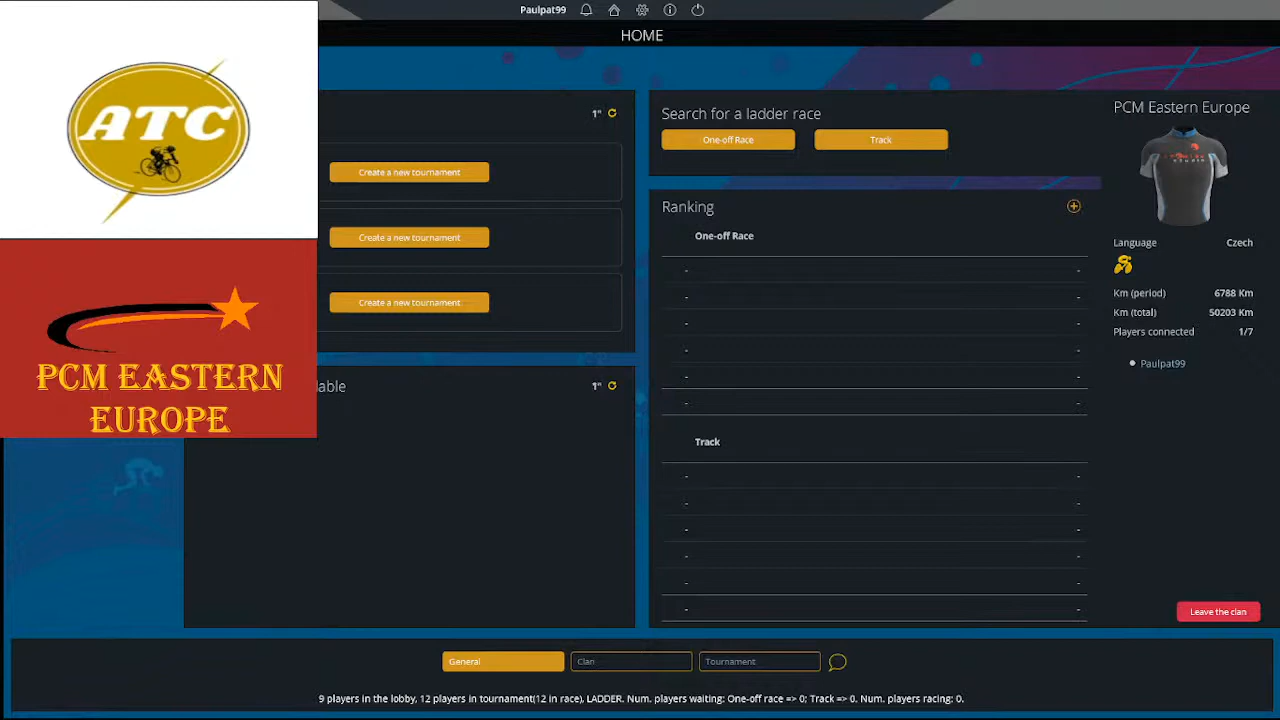 Paulpat99
HOME
ATC
PCM EASTERN
EUROPE
1"
Create a new tournament
Create a new tournament
Create a new tournament
lable
1"
Search for a ladder race
One-off Race
Track
Ranking
One-off Race
-
-
-
-
-
-
-
-
-
-
-
-
Track
-
-
-
-
-
-
-
-
-
-
-
-
PCM Eastern Europe
Language Czech
Km (period) 6788 Km
Km (total) 50203 Km
Players connected 1/7
Paulpat99
Leave the clan
General
Clan
Tournament
9 players in the lobby, 12 players in tournament(12 in race), LADDER. Num. players waiting: One-off race => 0; Track => 0. Num. players racing: 0.